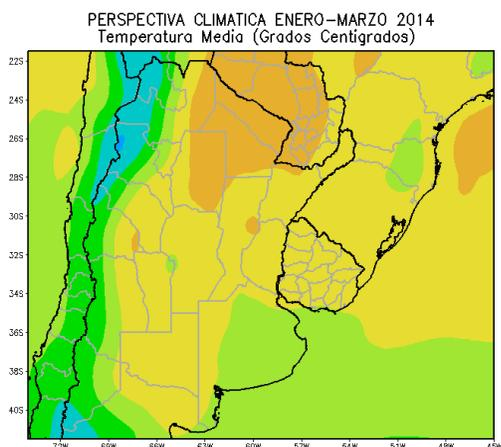 PERSPECTIVA CLIMATICA ENERO-MARZO 2014
Temperatura Media (Grados Centigrados)
22S
24S
26S
28S
30S
32S
34S
36S
38S
40S